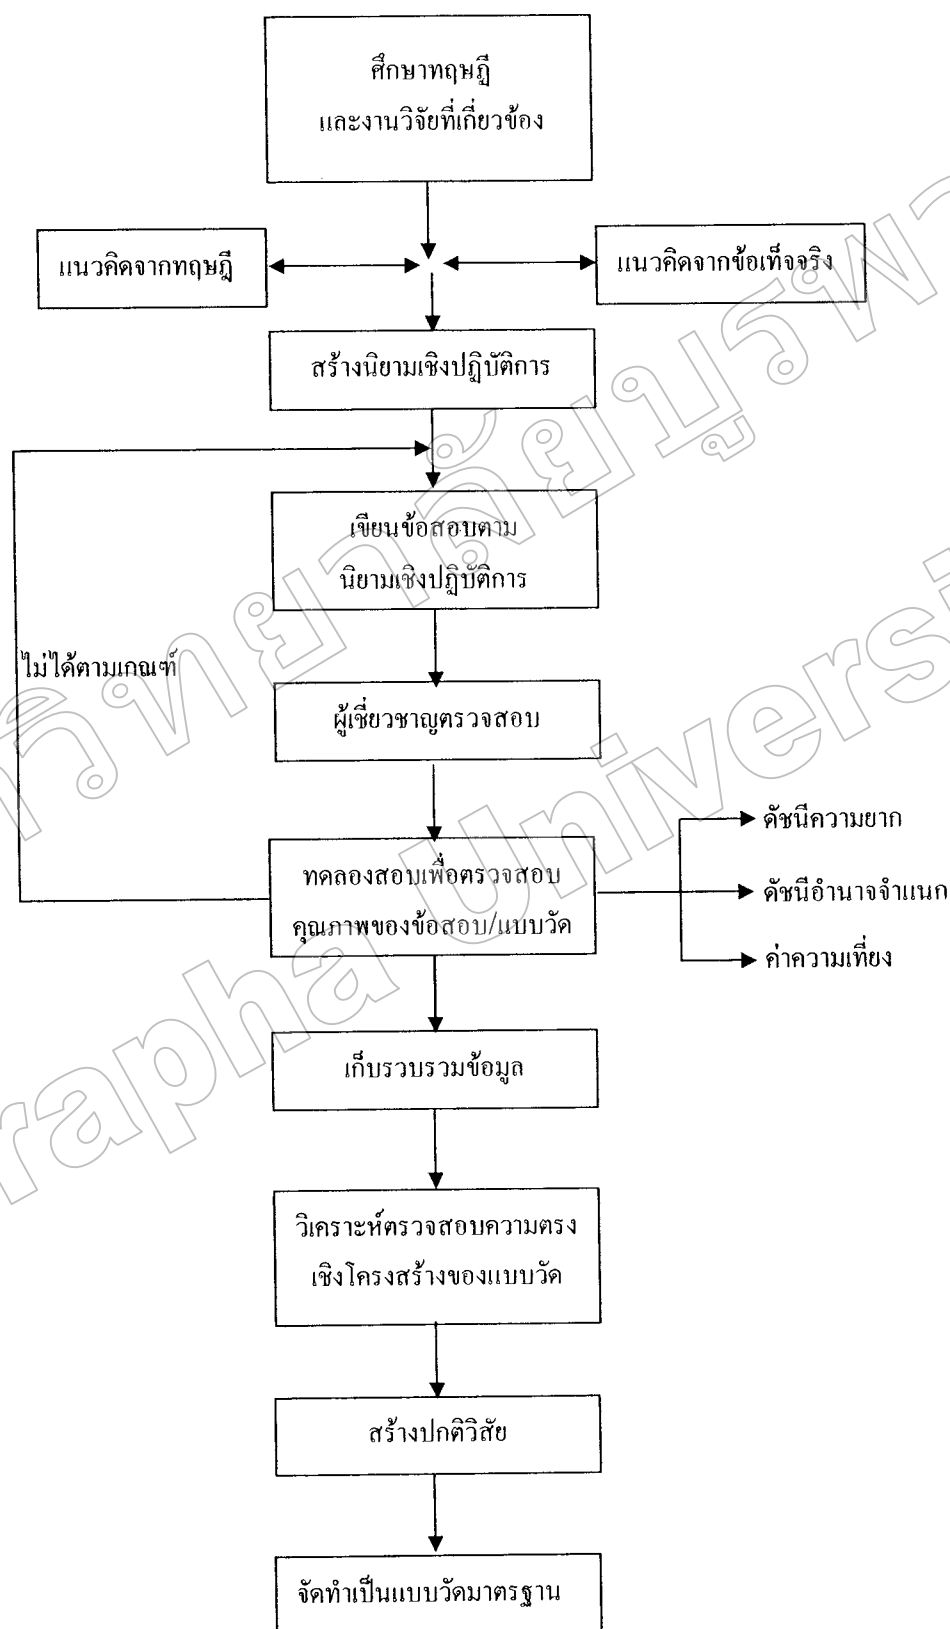 ศึกษาทฤษฎี
และงานวิจัยที่เกี่ยวข้อง
แนวคิดจากทฤษฎี
แนวคิดจากข้อเท็จจริง
สร้างนิยามเชิงปฏิบัติการ
เขียนข้อสอบตาม
นิยามเชิงปฏิบัติการ
ไม่ได้ตามเกณฑ์
ผู้เชี่ยวชาญตรวจสอบ
ทดลองสอบเพื่อตรวจสอบ
คุณภาพของข้อสอบ/แบบวัด
ดัชนีความยาก
ดัชนีอำนาจจำแนก
ค่าความเที่ยง
เก็บรวบรวมข้อมูล
วิเคราะห์ตรวจสอบความตรง
เชิงโครงสร้างของแบบวัด
สร้างปกติวิสัย
จัดทำเป็นแบบวัดมาตรฐาน